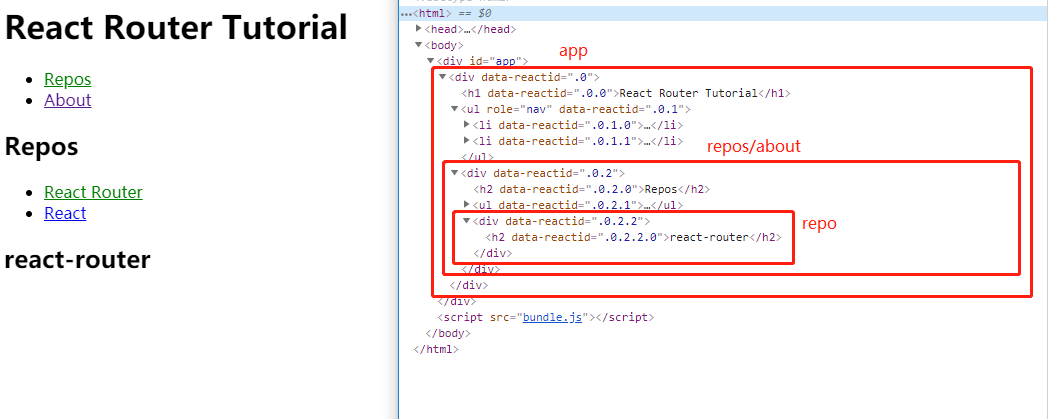 React Router Tutorial
Repos
About
Repos
React Router
React
react-router
<html> == $0
<head>…</head>
<body>
<div id="app">
app
<div data-reactid=".0">
<h1 data-reactid=".0.0">React Router Tutorial</h1>
<ul role="nav" data-reactid=".0.1">
<li data-reactid=".0.1.0">…</li>
<li data-reactid=".0.1.1">…</li>
</ul>
repos/about
<div data-reactid=".0.2">
<h2 data-reactid=".0.2.0">Repos</h2>
<ul data-reactid=".0.2.1">…</ul>
<div data-reactid=".0.2.2">
repo
<h2 data-reactid=".0.2.2.0">react-router</h2>
</div>
</div>
</div>
</div>
<script src="bundle.js"></script>
</body>
</html>